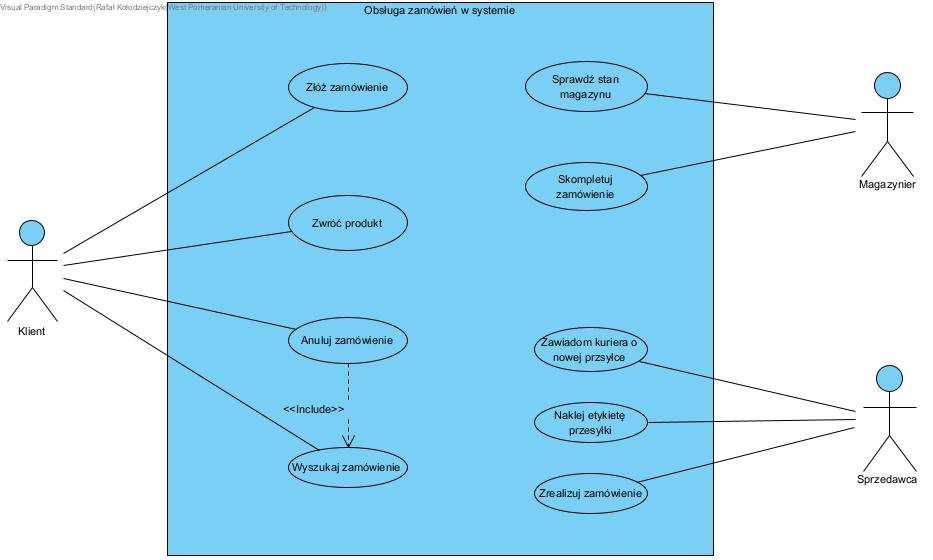 Visual Paradigm Standard(Rafał Kołodziejczyk(West Pomeranian University of Technology))
Obsługa zamówień w systemie
Złóż zamówienie
Sprawdź stan
magazynu
Skompletuj
zamówienie
Magazynier
Zwróć produkt
Klient
Anuluj zamówienie
<<Include>>
Wyszukaj zamówienie
Zawiadom kuriera o
nowej przsyłce
Naklej etykietę
przesyłki
Zrealizuj zamówienie
Sprzedawca